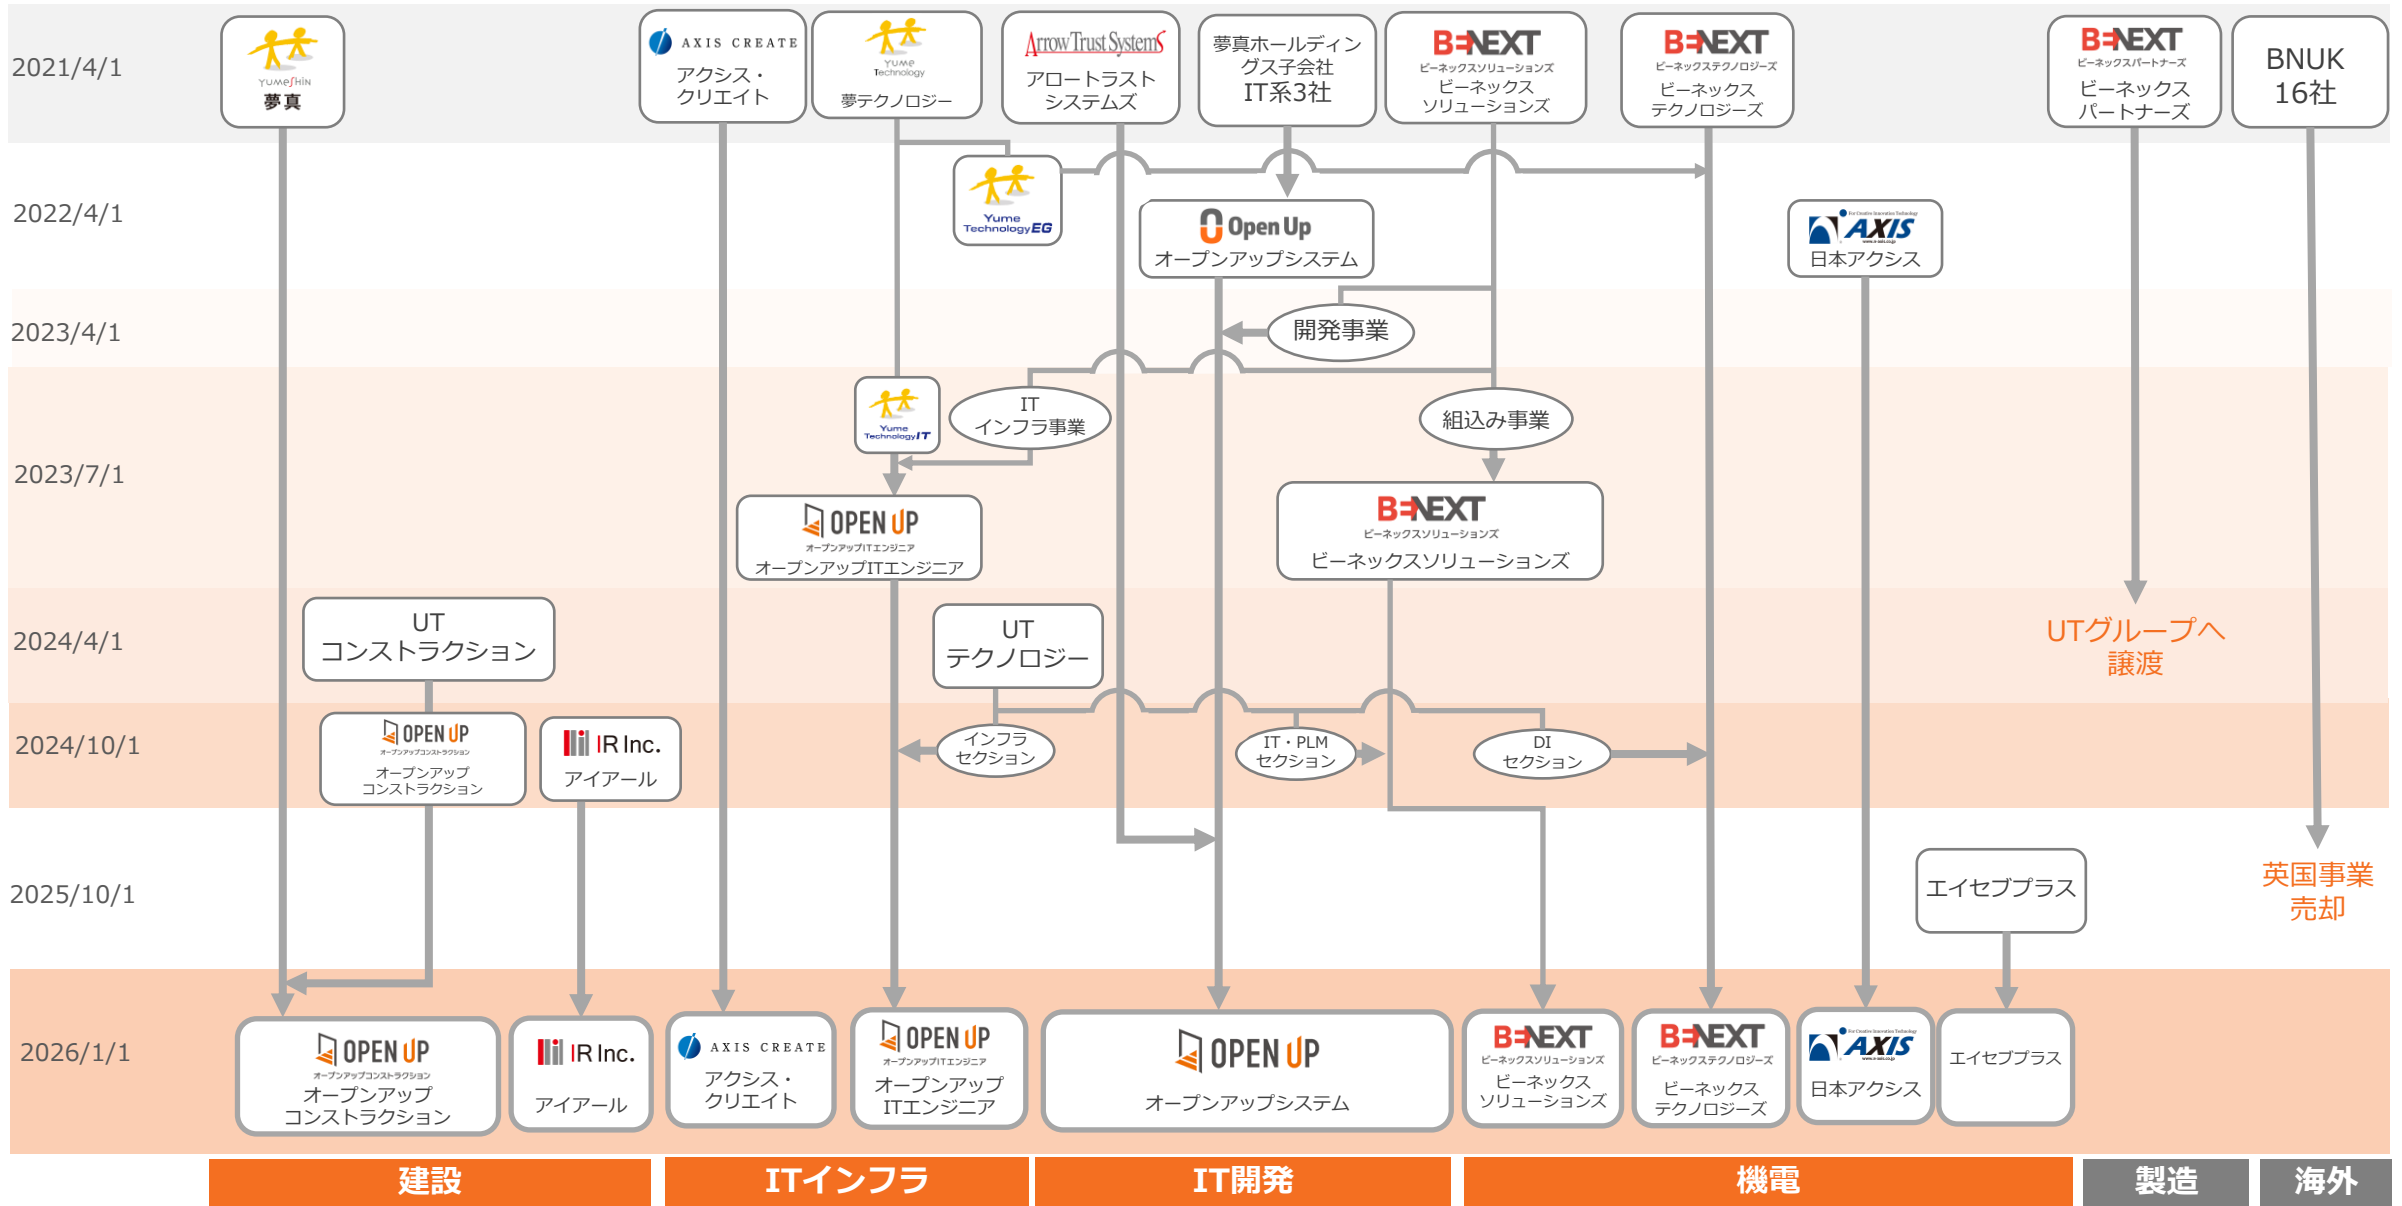 2021/4/1
YUMESHIN
夢真
AXIS CREATE
アクシス・
クリエイト
YUMe
Technology
夢テクノロジー
ArrowTrustSystemS
アロートラスト
システムズ
夢真ホールディン
グス子会社
IT系3社
BENEXT
ビーネックスソリューションズ
ビーネックス
ソリューションズ
BENEXT
ビーネックステクノロジーズ
ビーネックス
テクノロジーズ
BENEXT
ビーネックスパートナーズ
ビーネックス
パートナーズ
BNUK
16社
2022/4/1
Yume
TechnologyEG
Open Up
オープンアップシステム
For Creative Innovation Technology
AXIS
日本アクシス
2023/4/1
開発事業
2023/7/1
Yume
TechnologyIT
IT
インフラ事業
組込み事業
OPEN UP
オープンアップITエンジニア
オープンアップITエンジニア
BENEXT
ビーネックスソリューションズ
ビーネックスソリューションズ
2024/4/1
UT
コンストラクション
UT
テクノロジー
UTグループへ
譲渡
2024/10/1
OPEN UP
オープンアップコンストラクション
オープンアップ
コンストラクション
IR Inc.
アイアール
インフラ
セクション
IT・PLM
セクション
DI
セクション
2025/10/1
エイセブプラス
英国事業
売却
2026/1/1
OPEN UP
オープンアップコンストラクション
オープンアップ
コンストラクション
IR Inc.
アイアール
AXIS CREATE
アクシス・
クリエイト
OPEN UP
オープンアップITエンジニア
オープンアップ
ITエンジニア
OPEN UP
オープンアップシステム
BENEXT
ビーネックスソリューションズ
ビーネックス
ソリューションズ
BENEXT
ビーネックステクノロジーズ
ビーネックス
テクノロジーズ
For Creative Innovation Technology
AXIS
日本アクシス
エイセブプラス
建設
ITインフラ
IT開発
機電
製造
海外